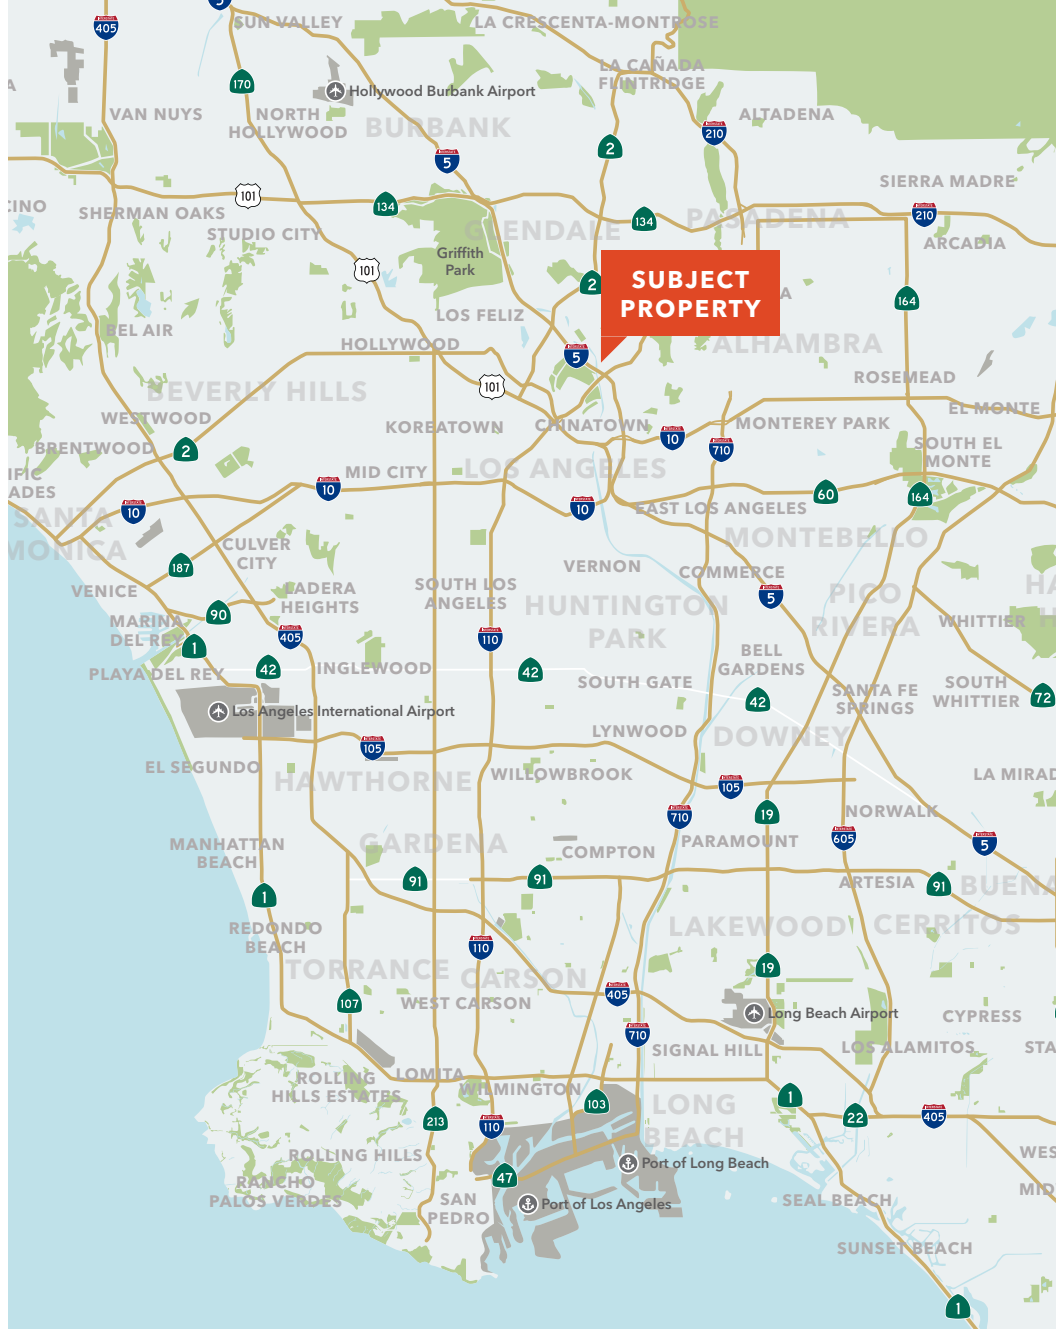 5
405
SUN VALLEY
LA CRESCENTA-MONTROSE
LA CAÑADA
FLINTRIDGE
170
Hollywood Burbank Airport
VAN NUYS
NORTH
HOLLYWOOD
BURBANK
ALTADENA
210
2
5
SIERRA MADRE
101
134
CINO
SHERMAN OAKS
STUDIO CITY
GLENDALE
134
PASADENA
210
ARCADIA
Griffith
Park
101
2
SUBJECT
PROPERTY
A
164
LOS FELIZ
BEL AIR
HOLLYWOOD
5
ALHAMBRA
ROSEMEAD
101
BEVERLY HILLS
WESTWOOD
KOREATOWN
CHINATOWN
EL MONTE
MONTEREY PARK
10
710
BRENTWOOD
2
SOUTH EL
MONTE
MID CITY
LOS ANGELES
IFIC
ADES
10
60
164
10
10
EAST LOS ANGELES
SANTA
MONICA
MONTEBELLO
CULVER
CITY
187
VERNON
COMMERCE
VENICE
LADERA
HEIGHTS
SOUTH LOS
ANGELES
HUNTINGTON
PARK
5
PICO
RIVERA
HA
H
90
MARINA
DEL REY
1
405
110
WHITTIER
BELL
GARDENS
PLAYA DEL REY
42
INGLEWOOD
42
SOUTH GATE
42
SANTA FE
SPRINGS
SOUTH
WHITTIER
72
Los Angeles International Airport
LYNWOOD
DOWNEY
105
EL SEGUNDO
HAWTHORNE
WILLOWBROOK
105
LA MIRAD
710
19
NORWALK
605
5
MANHATTAN
BEACH
GARDENA
COMPTON
PARAMOUNT
91
91
ARTESIA
91
BUENA
1
REDONDO
BEACH
LAKEWOOD
CERRITOS
110
TORRANCE
CARSON
19
405
107
WEST CARSON
Long Beach Airport
CYPRESS
710
SIGNAL HILL
LOS ALAMITOS
STA
ROLLING
HILLS ESTATES
LOMITA
WILMINGTON
103
LONG
BEACH
1
22
405
213
110
ROLLING HILLS
Port of Long Beach
WES
47
RANCHO
PALOS VERDES
SAN
PEDRO
Port of Los Angeles
SEAL BEACH
MID
SUNSET BEACH
1